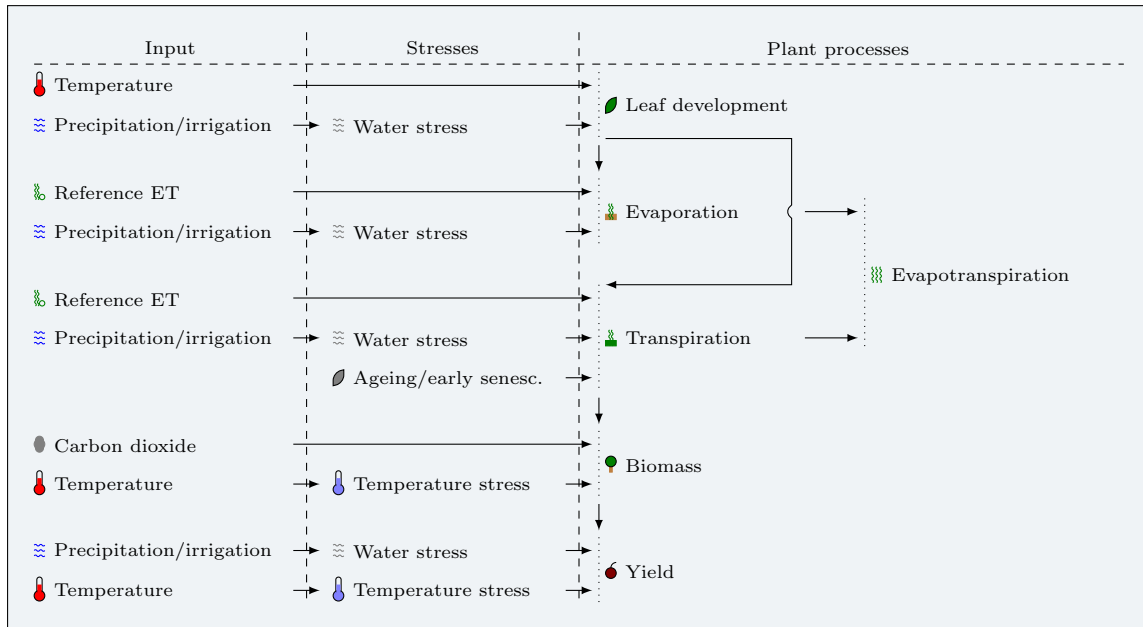 Input Stresses Plant processes
Temperature
Leaf development
Precipitation/irrigation Water stress
Reference ET
Evaporation
Precipitation/irrigation Water stress
Evapotranspiration
Reference ET
Precipitation/irrigation Water stress Transpiration
Ageing/early senesc.
Carbon dioxide
Biomass
Temperature Temperature stress
Precipitation/irrigation Water stress
Yield
Temperature Temperature stress